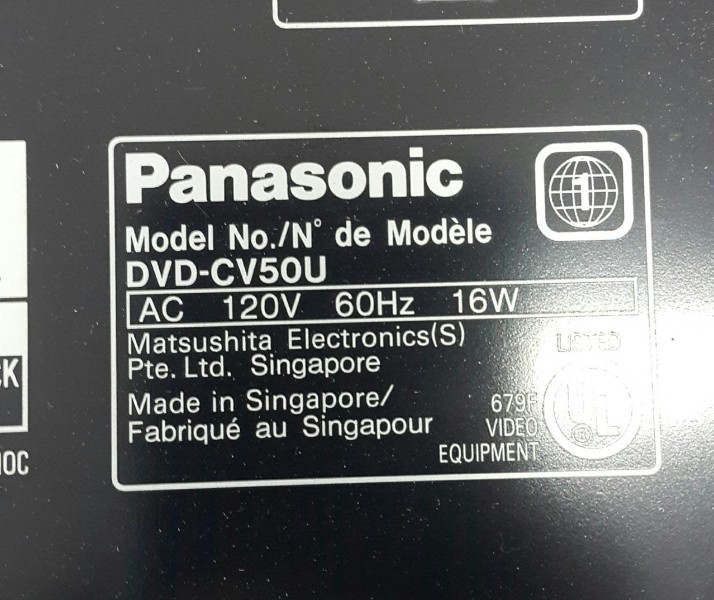 Panasonic
1
Model No./N° de Modèle
DVD-CV50U
AC 120V 60Hz 16W
Matsushita Electronics(S)
Pte. Ltd. Singapore
LISTED
Made in Singapore/
Fabriqué au Singapour
UL
®
VIDEO
EQUIPMENT